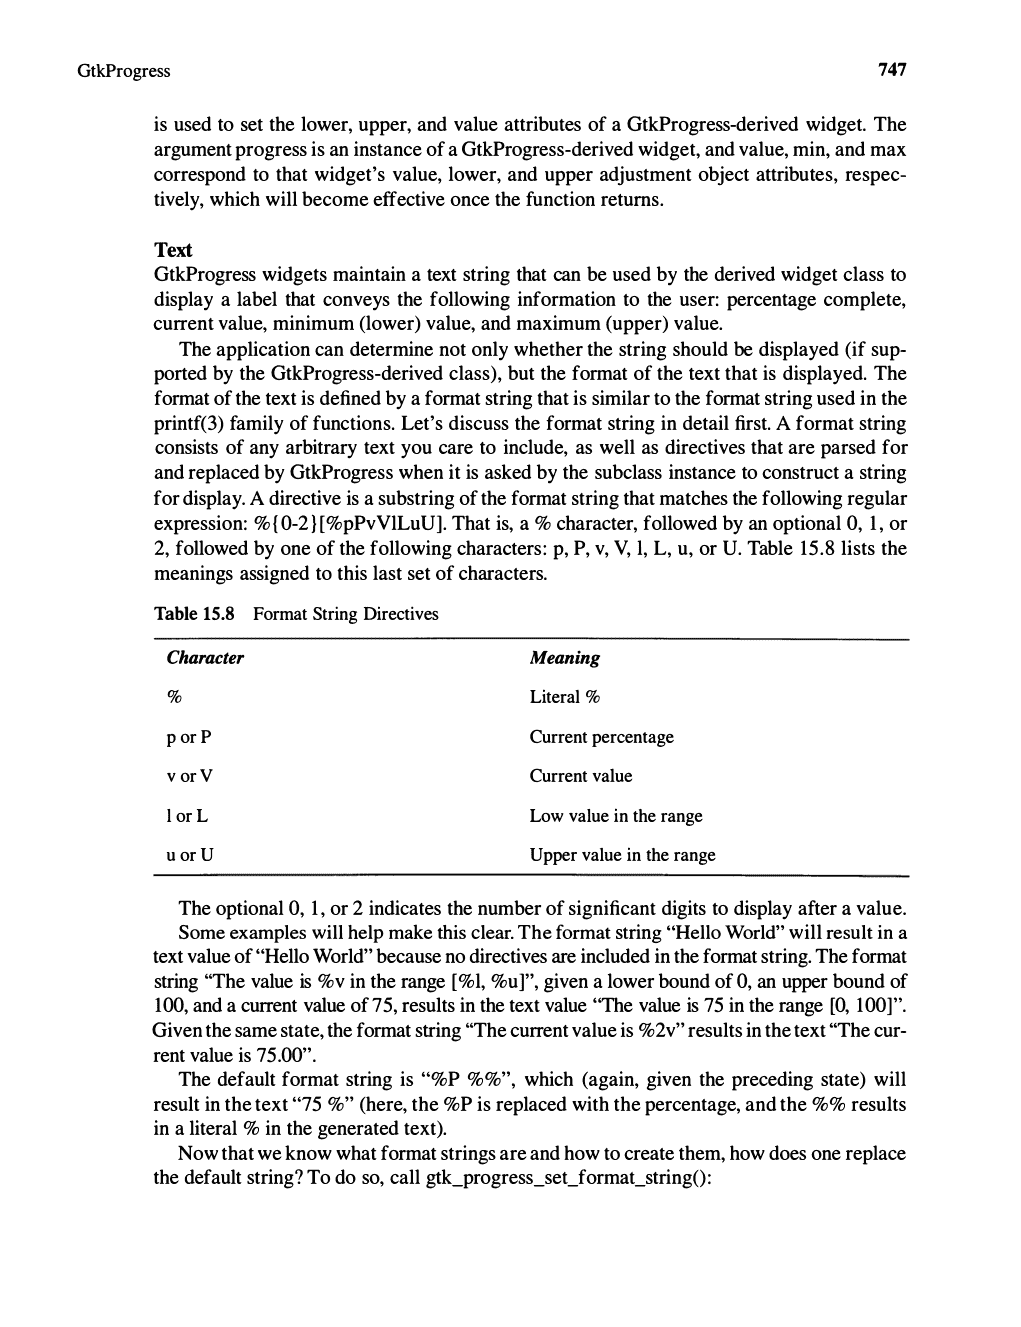 GtkProgress 747
is used to set the lower, upper, and value attributes of a GtkProgress-derived widget. The
argument progress is an instance of a GtkProgress-derived widget, and value, min, and max
correspond to that widget's value, lower, and upper adjustment object attributes, respec-
tively, which will become effective once the function returns.
Text
GtkProgress widgets maintain a text string that can be used by the derived widget class to
display a label that conveys the following information to the user: percentage complete,
current value, minimum (lower) value, and maximum (upper) value.
The application can determine not only whether the string should be displayed (if sup-
ported by the GtkProgress-derived class), but the format of the text that is displayed. The
format of the text is defined by a format string that is similar to the format string used in the
printf(3) family of functions. Let's discuss the format string in detail first. A format string
consists of any arbitrary text you care to include, as well as directives that are parsed for
and replaced by GtkProgress when it is asked by the subclass instance to construct a string
for display. A directive is a substring of the format string that matches the following regular
expression: %{0-2}[%pPvVlLuU]. That is, a % character, followed by an optional 0, 1, or
2, followed by one of the following characters: p, P, v, V, l, L, u, or U. Table 15.8 lists the
meanings assigned to this last set of characters.
Table 15.8 Format String Directives
Character Meaning
% Literal %
p or P Current percentage
v or V Current value
l or L Low value in the range
u or U Upper value in the range
The optional 0, 1, or 2 indicates the number of significant digits to display after a value.
Some examples will help make this clear. The format string “Hello World” will result in a
text value of “Hello World” because no directives are included in the format string. The format
string “The value is %v in the range [%l, %u]”, given a lower bound of 0, an upper bound of
100, and a current value of 75, results in the text value “The value is 75 in the range [0, 100]”.
Given the same state, the format string “The current value is %2v” results in the text “The cur-
rent value is 75.00”.
The default format string is “%P %%”, which (again, given the preceding state) will
result in the text “75 %” (here, the %P is replaced with the percentage, and the %% results
in a literal % in the generated text).
Now that we know what format strings are and how to create them, how does one replace
the default string? To do so, call gtk_progress_set_format_string():